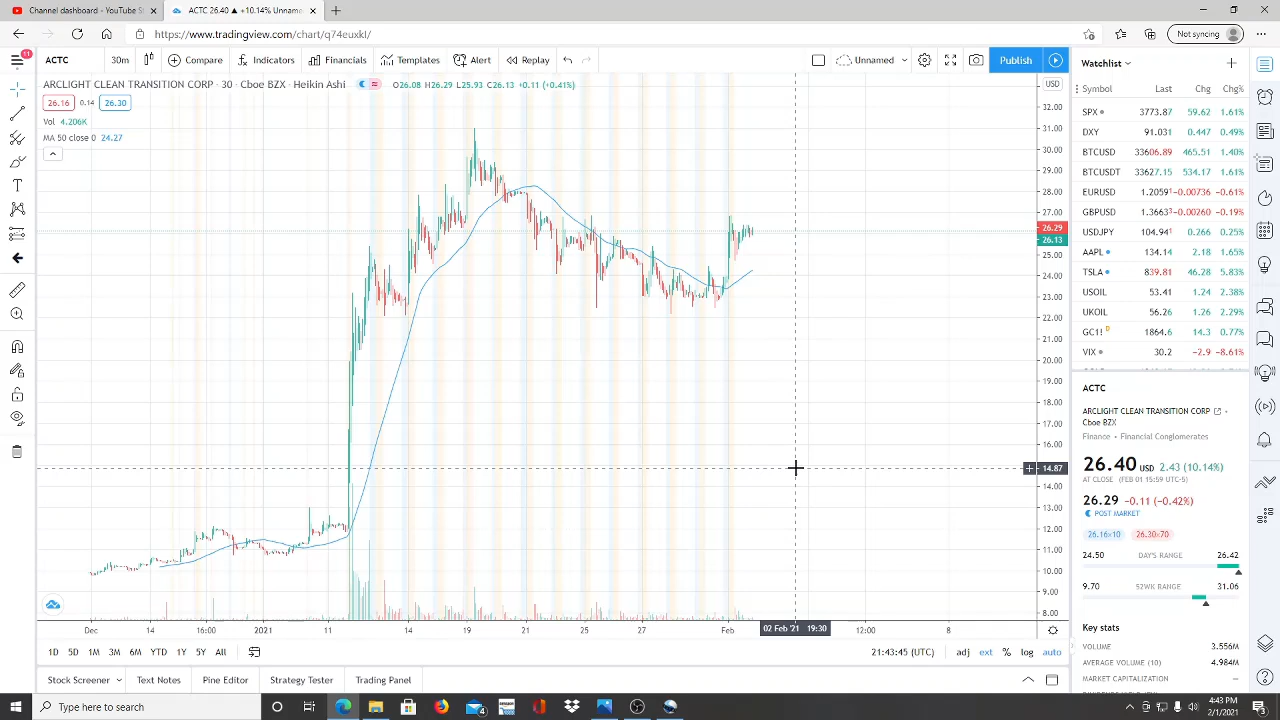 Channel dashboard - YouTube St
ACTC 26.40 ▲ +10.14% Unname
https://www.tradingview.com/chart/q74euxkl/
Not syncing
11
ACTC
Compare
Indicators
Templates
Alert
Replay
Unnamed
Publish
ARCLIGHT CLEAN TRANSITION CORP · 30 · Cboe BZX · Heikin Ashi
O26.08 H26.29 L25.93 C26.13 +0.11 (+0.41%)
26.16 0.14 26.30
Vol 4.206K
MA 50 close 0 24.27
USD
32.00
31.00
30.00
29.00
28.00
27.00
26.29
26.13
25.00
24.00
23.00
22.00
21.00
20.00
19.00
18.00
17.00
16.00
14.87
14.00
13.00
12.00
11.00
10.00
9.00
8.00
Dec 14 16:00 2021 11 14 19 21 25 27 Feb 02 Feb '21 19:30 12:00 8
1D 5D 1M 3M 6M YTD 1Y 5Y All
21:43:45 (UTC) adj ext % log auto
Stock Screener Text Notes Pine Editor Strategy Tester Trading Panel
Watchlist
Symbol Last Chg Chg%
SPX 3773.87 59.62 1.61%
DXY 91.031 0.447 0.49%
BTCUSD 33606.89 465.51 1.40%
BTCUSDT 33627.15 534.17 1.61%
EURUSD 1.2059¹ −0.00736 −0.61%
GBPUSD 1.3663² −0.00260 −0.19%
USDJPY 104.94¹ 0.266 0.25%
AAPL 134.14 2.18 1.65%
TSLA 839.81 46.28 5.83%
USOIL 53.41 1.24 2.38%
UKOIL 56.26 1.26 2.29%
GC1! D 1864.6 14.3 0.77%
VIX 30.2 −2.9 −8.61%
ACTC
ARCLIGHT CLEAN TRANSITION CORP
Cboe BZX
Finance • Financial Conglomerates
26.40 USD 2.43 (10.14%)
AT CLOSE (FEB 01 15:59 UTC-5)
26.29 −0.11 (−0.42%)
POST MARKET
26.16×10 26.30×70
24.50 DAY'S RANGE 26.42
9.70 52WK RANGE 31.06
Key stats
VOLUME 3.556M
AVERAGE VOLUME (10) 4.984M
MARKET CAPITALIZATION —
Type here to search
4
4:43 PM
2/1/2021